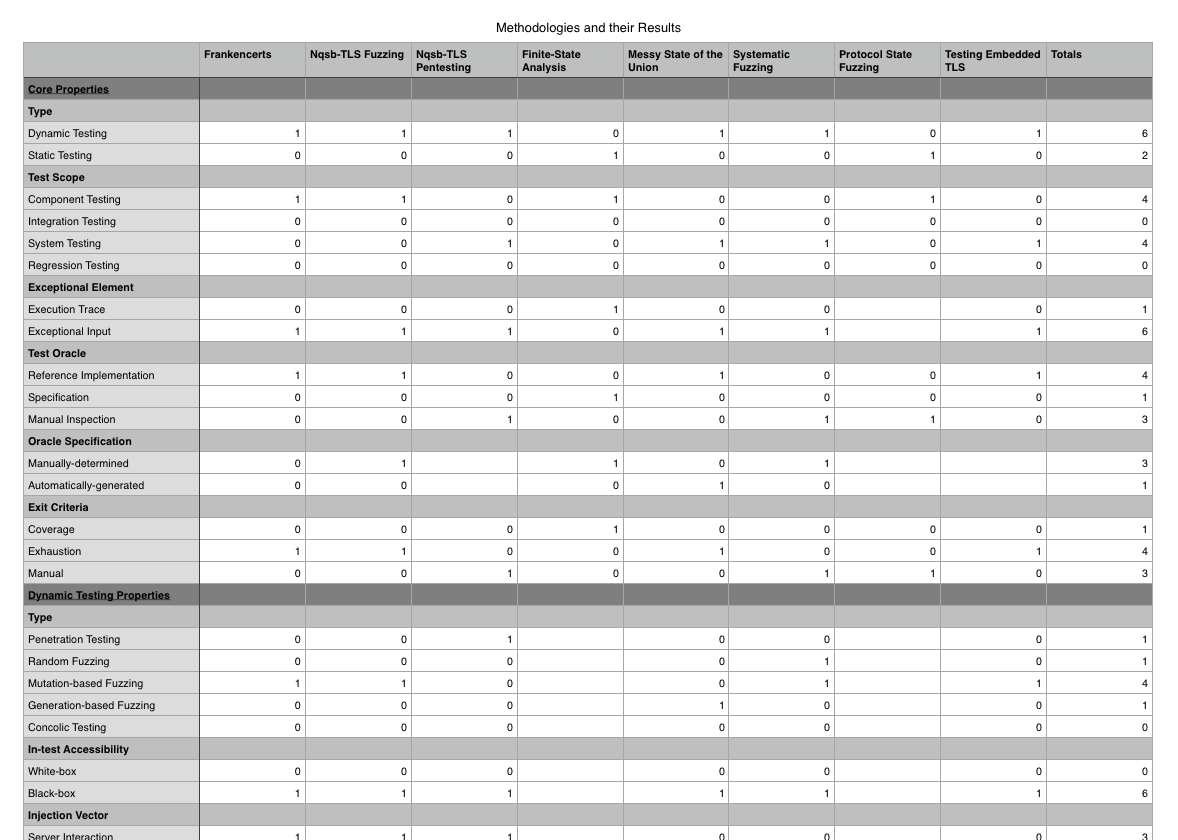 Methodologies and their Results
Frankencerts Nqsb-TLS Fuzzing Nqsb-TLS Pentesting Finite-State Analysis Messy State of the Union Systematic Fuzzing Protocol State Fuzzing Testing Embedded TLS Totals
Core Properties
Type
Dynamic Testing 1 1 1 0 1 1 0 1 6
Static Testing 0 0 0 1 0 0 1 0 2
Test Scope
Component Testing 1 1 0 1 0 0 1 0 4
Integration Testing 0 0 0 0 0 0 0 0 0
System Testing 0 0 1 0 1 1 0 1 4
Regression Testing 0 0 0 0 0 0 0 0 0
Exceptional Element
Execution Trace 0 0 0 1 0 0 0 1
Exceptional Input 1 1 1 0 1 1 1 6
Test Oracle
Reference Implementation 1 1 0 0 1 0 0 1 4
Specification 0 0 0 1 0 0 0 0 1
Manual Inspection 0 0 1 0 0 1 1 0 3
Oracle Specification
Manually-determined 0 1 1 0 1 3
Automatically-generated 0 0 0 1 0 1
Exit Criteria
Coverage 0 0 0 1 0 0 0 0 1
Exhaustion 1 1 0 0 1 0 0 1 4
Manual 0 0 1 0 0 1 1 0 3
Dynamic Testing Properties
Type
Penetration Testing 0 0 1 0 0 0 1
Random Fuzzing 0 0 0 0 1 0 1
Mutation-based Fuzzing 1 1 0 0 1 1 4
Generation-based Fuzzing 0 0 0 1 0 0 1
Concolic Testing 0 0 0 0 0 0 0
In-test Accessibility
White-box 0 0 0 0 0 0 0
Black-box 1 1 1 1 1 1 6
Injection Vector
Server Interaction 1 1 1 0 0 0 3